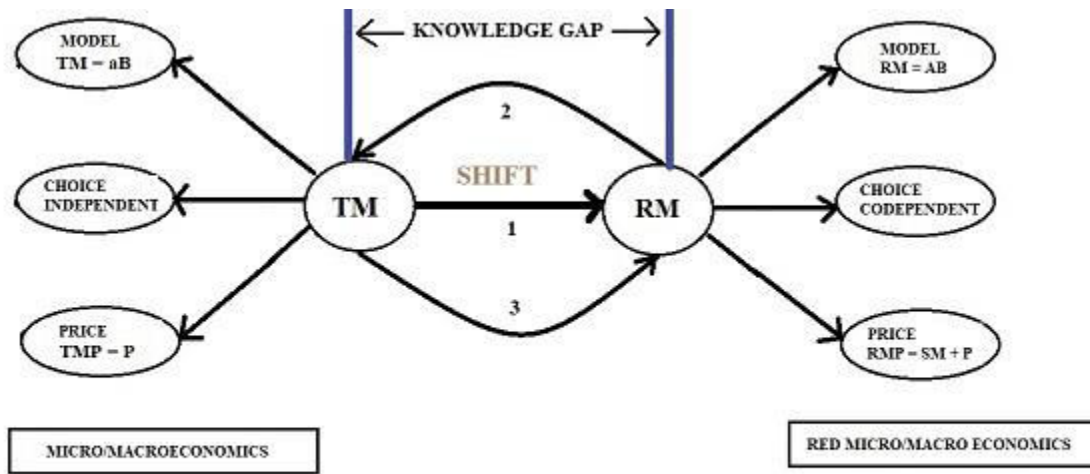 KNOWLEDGE GAP
MODEL
TM = aB
MODEL
RM = AB
2
CHOICE
INDEPENDENT
TM
SHIFT
1
RM
CHOICE
CODEPENDENT
3
PRICE
TMP = P
PRICE
RMP = SM + P
MICRO/MACROECONOMICS
RED MICRO/MACRO ECONOMICS